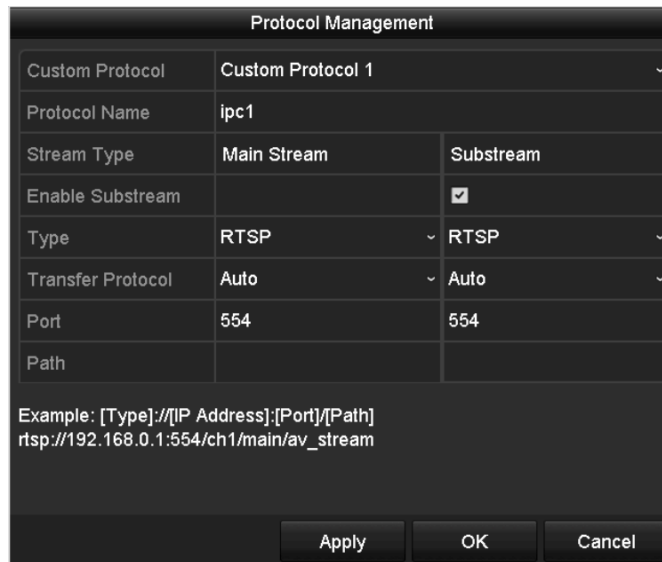 Protocol Management
Custom Protocol Custom Protocol 1
Protocol Name ipc1
Stream Type Main Stream Substream
Enable Substream
Type RTSP RTSP
Transfer Protocol Auto Auto
Port 554 554
Path
Example: [Type]://[IP Address]:[Port]/[Path]
rtsp://192.168.0.1:554/ch1/main/av_stream
Apply OK Cancel